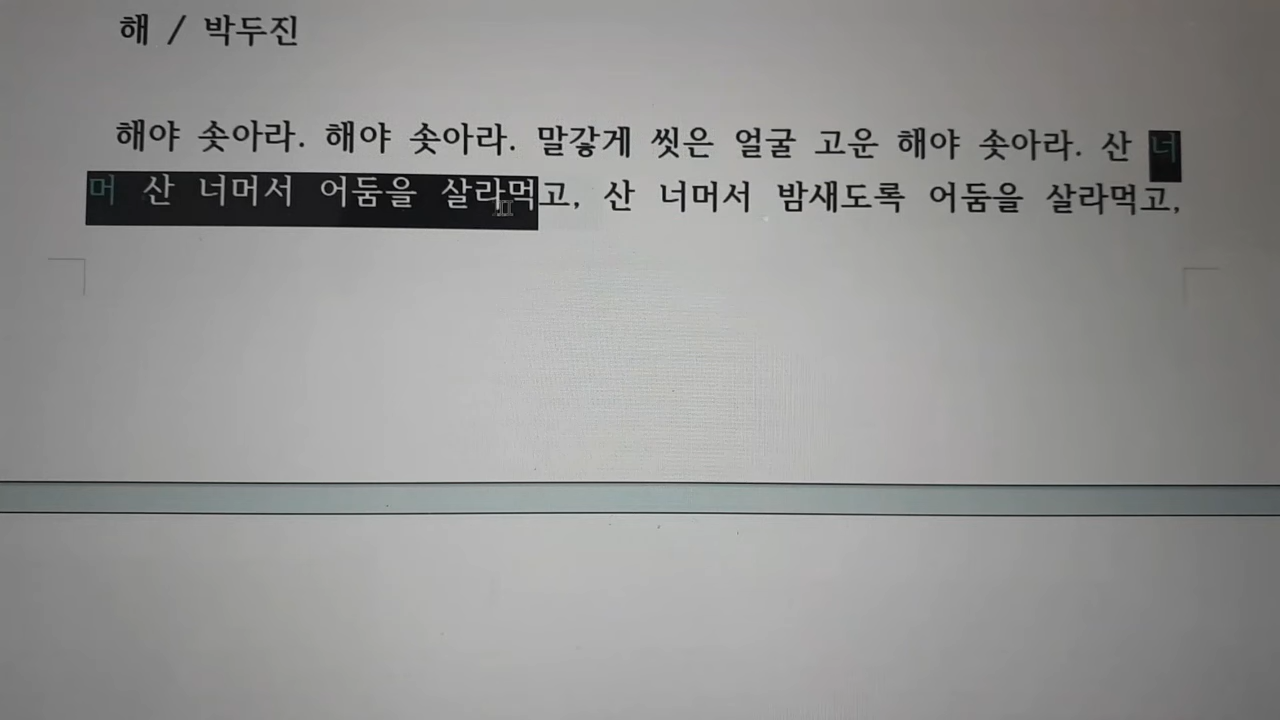 해 / 박두진
해야 솟아라. 해야 솟아라. 말갛게 씻은 얼굴 고운 해야 솟아라. 산 너
머 산 너머서 어둠을 살라먹고, 산 너머서 밤새도록 어둠을 살라먹고,